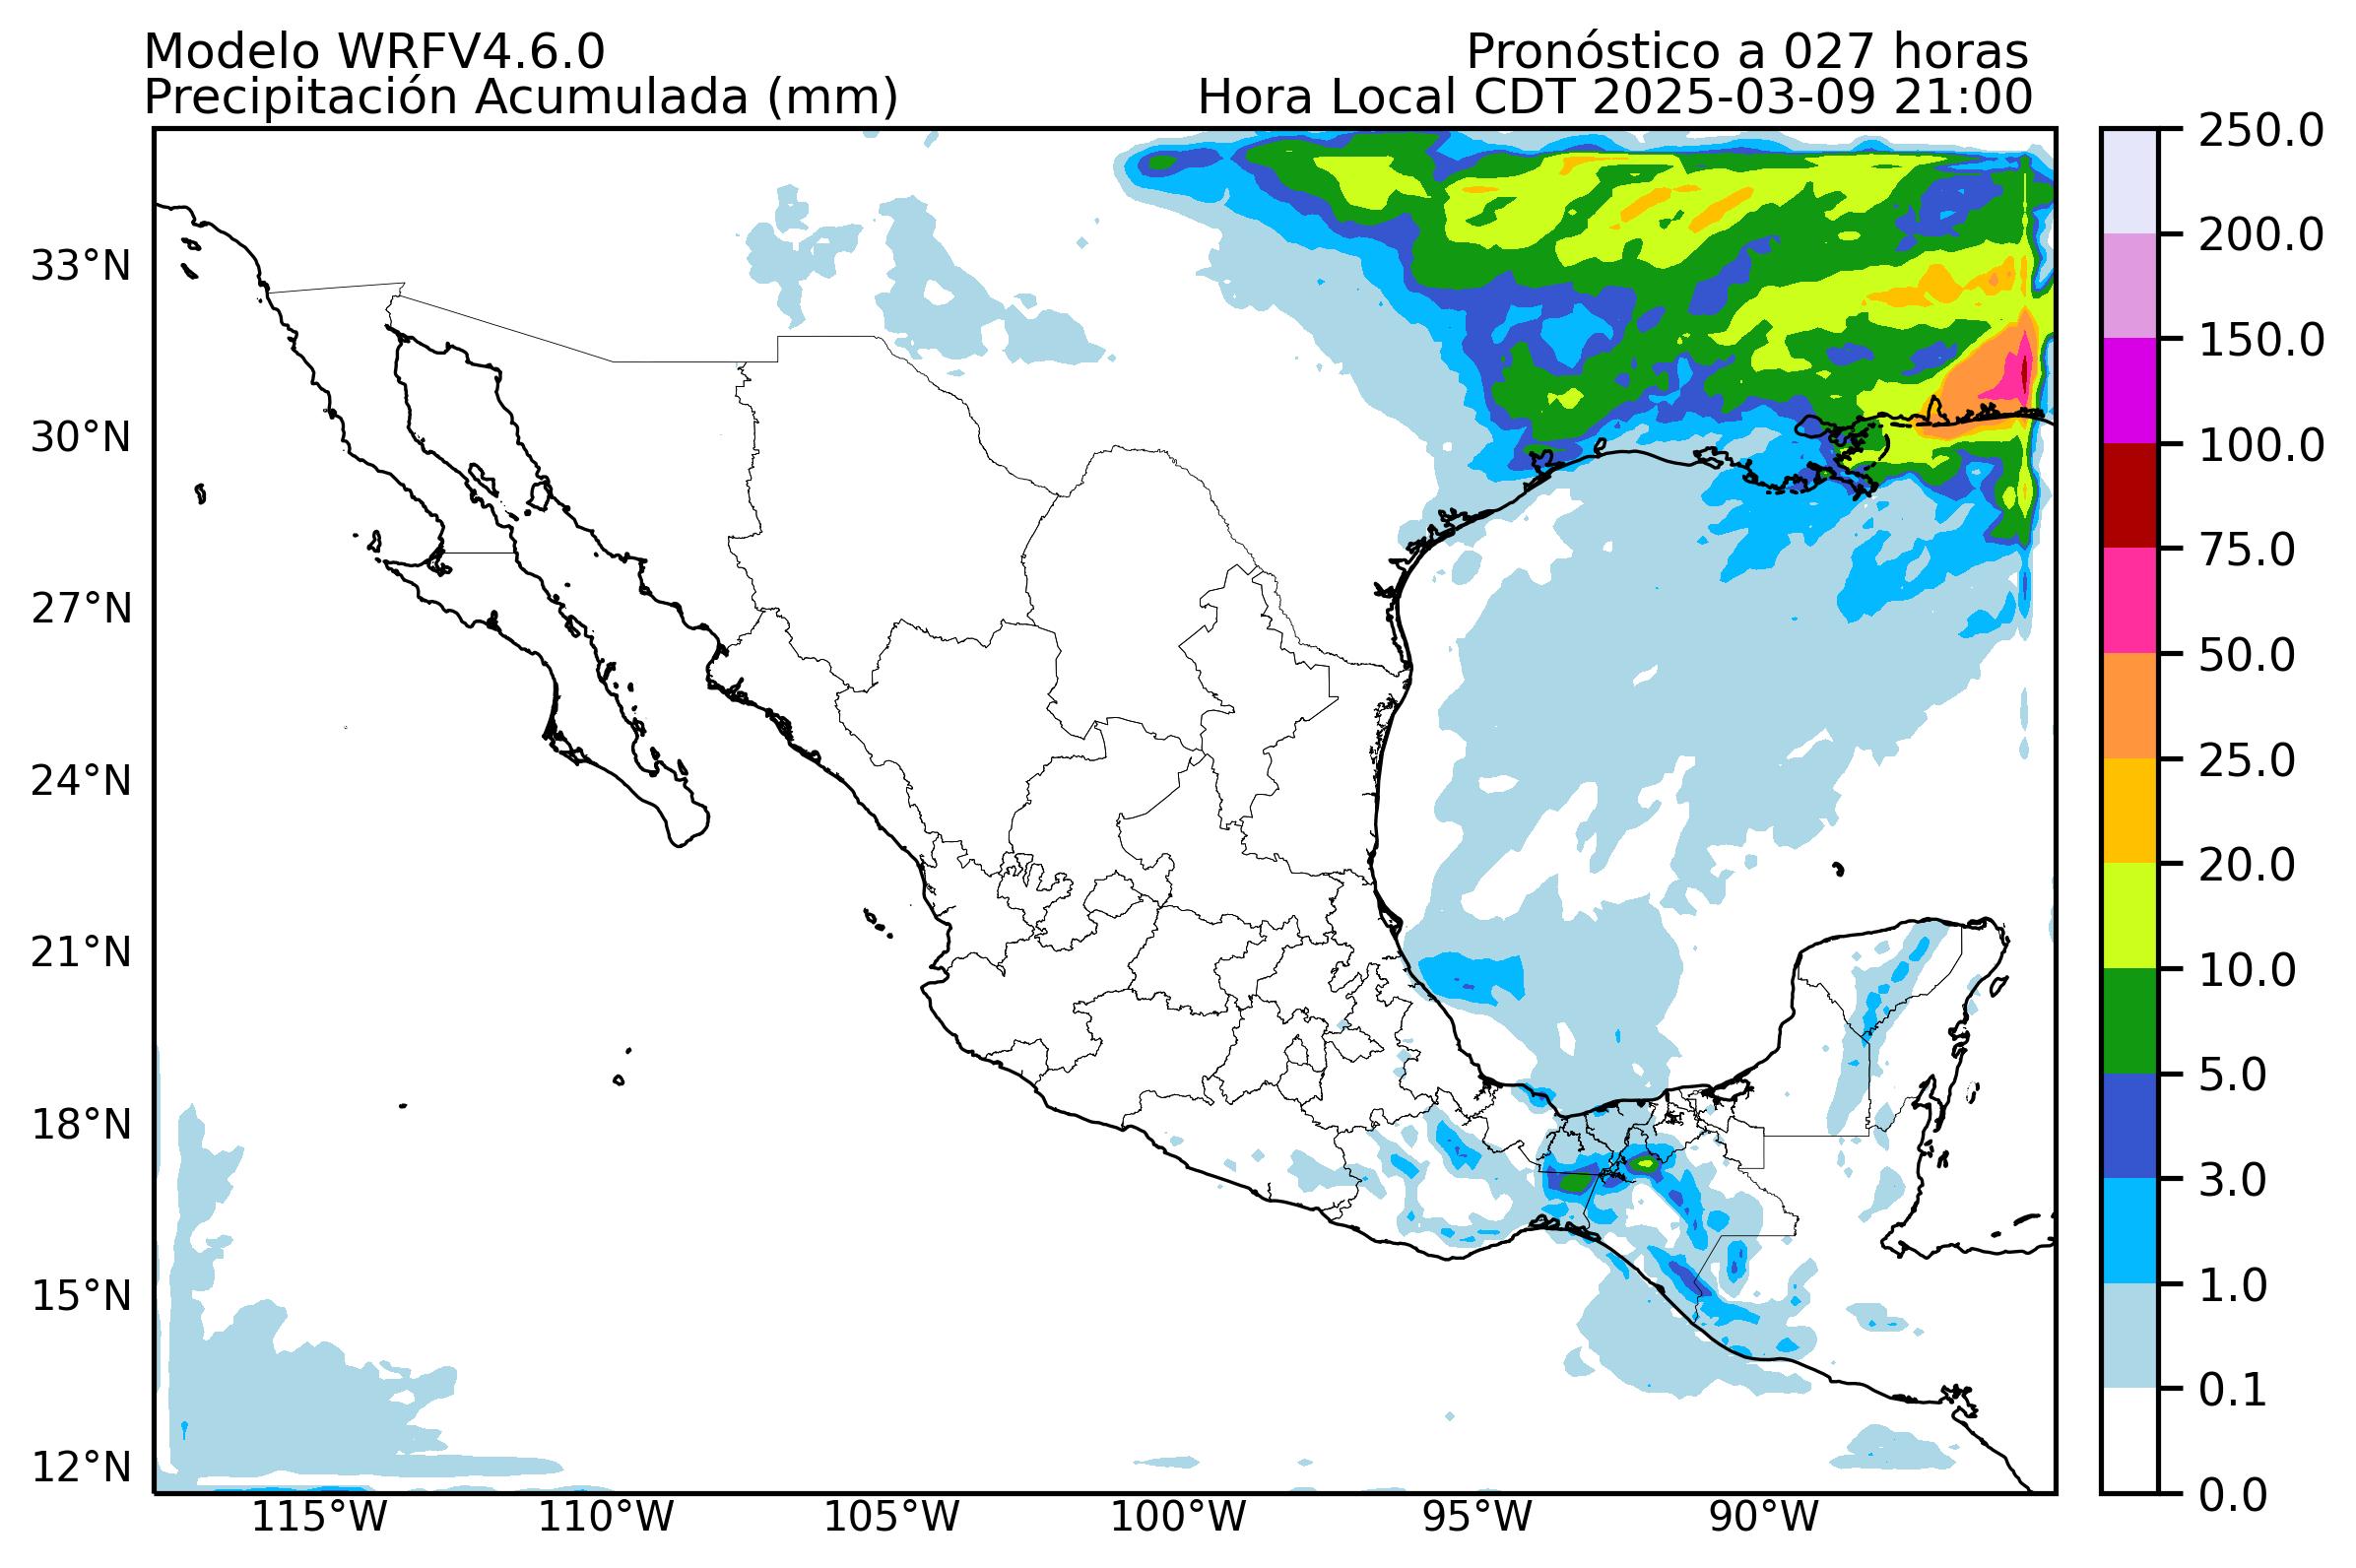 Modelo WRFV4.6.0
Pronóstico a 027 horas
Precipitación Acumulada (mm)
Hora Local CDT 2025-03-09 21:00
33°N
30°N
27°N
24°N
21°N
18°N
15°N
12°N
115°W
110°W
105°W
100°W
95°W
90°W
250.0
200.0
150.0
100.0
75.0
50.0
25.0
20.0
10.0
5.0
3.0
1.0
0.1
0.0